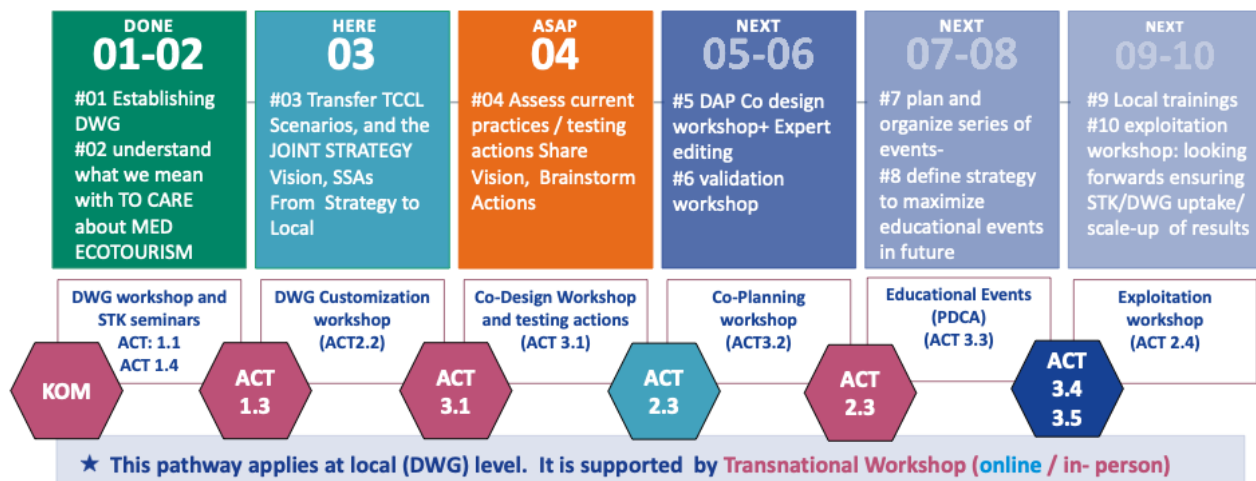 DONE
01-02
#01 Establishing
DWG
#02 understand
what we mean
with TO CARE
about MED
ECOTOURISM
HERE
03
#03 Transfer TCCL
Scenarios, and the
JOINT STRATEGY
Vision, SSAs
From Strategy to
Local
ASAP
04
#04 Assess current
practices / testing
actions Share
Vision, Brainstorm
Actions
NEXT
05-06
#5 DAP Co design
workshop+ Expert
editing
#6 validation
workshop
NEXT
07-08
#7 plan and
organize series of
events-
#8 define strategy
to maximize
educational events
in future
NEXT
09-10
#9 Local trainings
#10 exploitation
workshop: looking
forwards ensuring
STK/DWG uptake/
scale-up of results
DWG workshop and
STK seminars
ACT: 1.1
ACT 1.4
DWG Customization
workshop
(ACT2.2)
Co-Design Workshop
and testing actions
(ACT 3.1)
Co-Planning
workshop
(ACT3.2)
Educational Events
(PDCA)
(ACT 3.3)
Exploitation
workshop
(ACT 2.4)
KOM
ACT
1.3
ACT
3.1
ACT
2.3
ACT
2.3
ACT
3.4
3.5
★ This pathway applies at local (DWG) level. It is supported by Transnational Workshop (online / in- person)